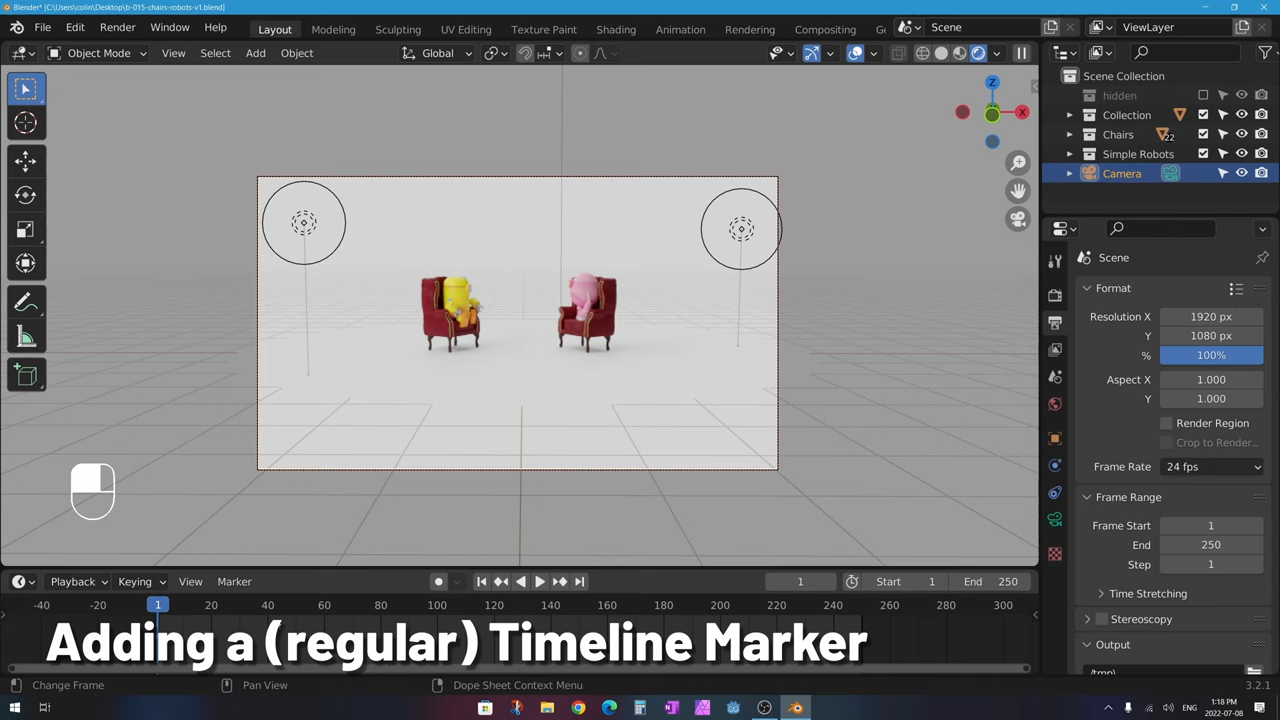 Blender* [C:\Users\colin\Desktop\b-015-chairs-robots-v1.blend]
File Edit Render Window Help Layout Modeling Sculpting UV Editing Texture Paint Shading Animation Rendering Compositing Ge Scene ViewLayer
Object Mode View Select Add Object Global
Scene Collection
hidden
Collection
Chairs 22
Simple Robots
Camera
Z
X
Scene
Format
Resolution X 1920 px
Y 1080 px
% 100%
Aspect X 1.000
Y 1.000
Render Region
Crop to Render...
Frame Rate 24 fps
Frame Range
Frame Start 1
End 250
Step 1
Time Stretching
Stereoscopy
Output
/tmp\
Playback Keying View Marker 1 Start 1 End 250
-40 -20 1 20 40 60 80 100 120 140 160 180 200 220 240 260 280 300
Adding a (regular) Timeline Marker
Change Frame Pan View Dope Sheet Context Menu 3.2.1
ENG 1:18 PM
2022-07-08